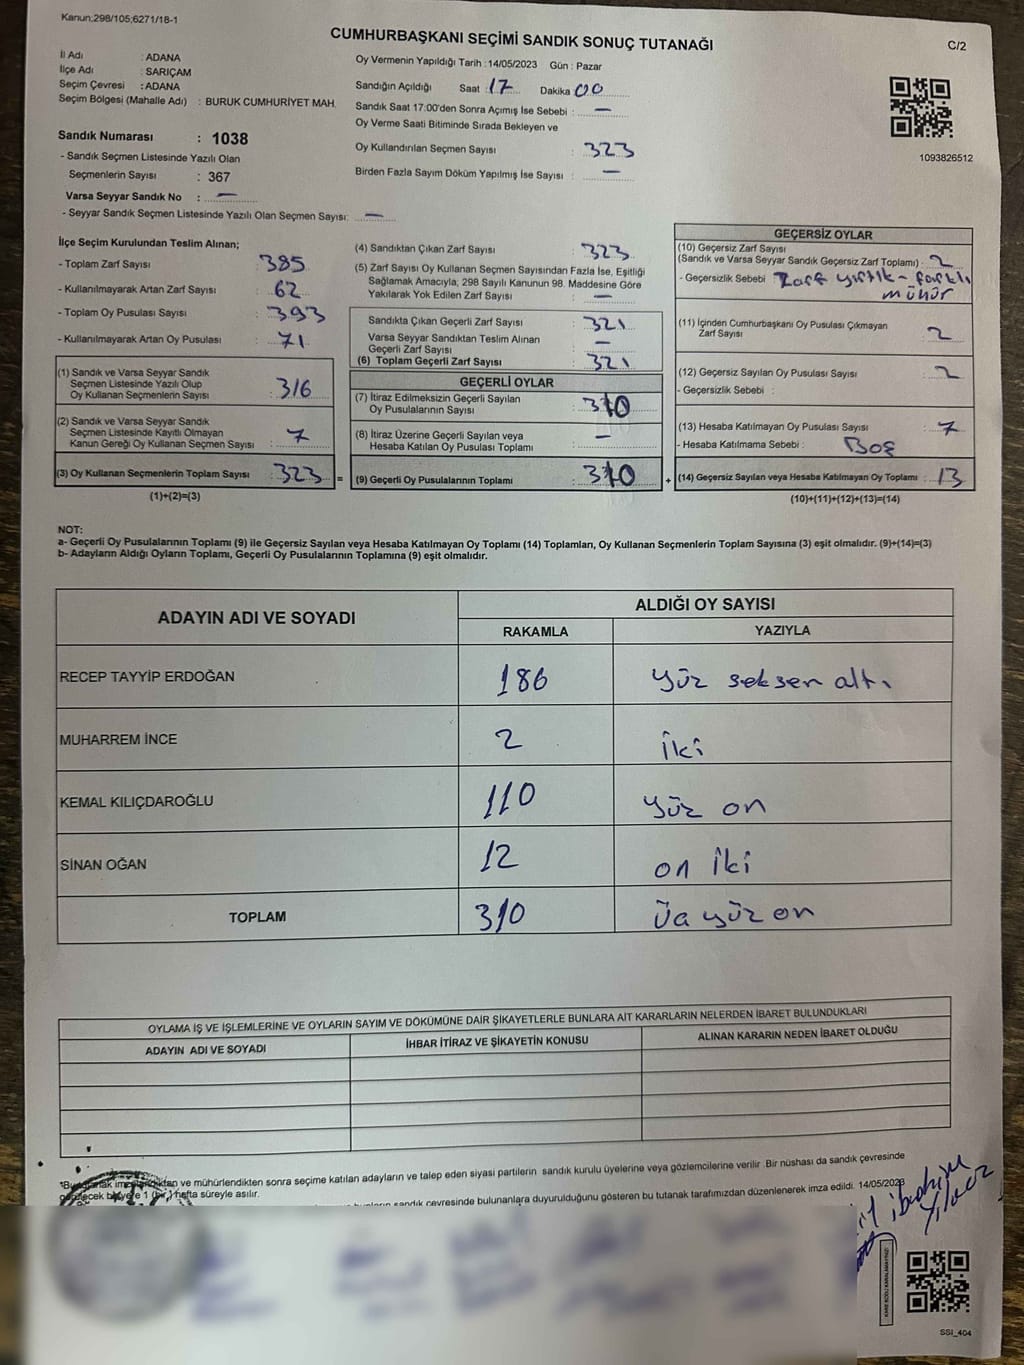 Kanun;298/105;6271/18-1
CUMHURBAŞKANI SEÇİMİ SANDIK SONUÇ TUTANAĞI
C/2
İl Adı : ADANA
İlçe Adı : SARIÇAM
Seçim Çevresi : ADANA
Seçim Bölgesi (Mahalle Adı) : BURUK CUMHURİYET MAH.
Sandık Numarası : 1038
- Sandık Seçmen Listesinde Yazılı Olan
Seçmenlerin Sayısı : 367
Varsa Seyyar Sandık No : –
- Seyyar Sandık Seçmen Listesinde Yazılı Olan Seçmen Sayısı: –
Oy Vermenin Yapıldığı Tarih :14/05/2023 Gün : Pazar
Sandığın Açıldığı Saat : 17 Dakika 00
Sandık Saat 17:00'den Sonra Açımış İse Sebebi : –
Oy Verme Saati Bitiminde Sırada Bekleyen ve
Oy Kullandırılan Seçmen Sayısı : 323
Birden Fazla Sayım Döküm Yapılmış İse Sayısı : –
1093826512
İlçe Seçim Kurulundan Teslim Alınan;
- Toplam Zarf Sayısı : 385
- Kullanılmayarak Artan Zarf Sayısı : 62
- Toplam Oy Pusulası Sayısı : 393
- Kullanılmayarak Artan Oy Pusulası : 71
(1) Sandık ve Varsa Seyyar Sandık
Seçmen Listesinde Yazılı Olup
Oy Kullanan Seçmenlerin Sayısı : 316
(2) Sandık ve Varsa Seyyar Sandık
Seçmen Listesinde Kayıtlı Olmayan
Kanun Gereği Oy Kullanan Seçmen Sayısı : 7
(3) Oy Kullanan Seçmenlerin Toplam Sayısı : 323 =
(1)+(2)=(3)
(4) Sandıktan Çıkan Zarf Sayısı : 323
(5) Zarf Sayısı Oy Kullanan Seçmen Sayısından Fazla İse, Eşitliği
Sağlamak Amacıyla; 298 Sayılı Kanunun 98. Maddesine Göre
Yakılarak Yok Edilen Zarf Sayısı : –
Sandıkta Çıkan Geçerli Zarf Sayısı : 321
Varsa Seyyar Sandıktan Teslim Alınan
Geçerli Zarf Sayısı : –
(6) Toplam Geçerli Zarf Sayısı : 321
GEÇERLİ OYLAR
(7) İtiraz Edilmeksizin Geçerli Sayılan
Oy Pusulalarının Sayısı : 310
(8) İtiraz Üzerine Geçerli Sayılan veya
Hesaba Katılan Oy Pusulası Toplamı : –
(9) Geçerli Oy Pusulalarının Toplamı : 310 +
GEÇERSİZ OYLAR
(10) Geçersiz Zarf Sayısı
(Sandık ve Varsa Seyyar Sandık Geçersiz Zarf Toplamı) : 2
- Geçersizlik Sebebi : Zarf yırtık - farklı
mühür
(11) İçinden Cumhurbaşkanı Oy Pusulası Çıkmayan
Zarf Sayısı : 2
(12) Geçersiz Sayılan Oy Pusulası Sayısı : 2
- Geçersizlik Sebebi :
(13) Hesaba Katılmayan Oy Pusulası Sayısı : 7
- Hesaba Katılmama Sebebi : Boş
(14) Geçersiz Sayılan veya Hesaba Katılmayan Oy Toplamı : 13
(10)+(11)+(12)+(13)=(14)
NOT:
a- Geçerli Oy Pusulalarının Toplamı (9) ile Geçersiz Sayılan veya Hesaba Katılmayan Oy Toplamı (14) Toplamları, Oy Kullanan Seçmenlerin Toplam Sayısına (3) eşit olmalıdır. (9)+(14)=(3)
b- Adayların Aldığı Oyların Toplamı, Geçerli Oy Pusulalarının Toplamına (9) eşit olmalıdır.
ADAYIN ADI VE SOYADI
ALDIĞI OY SAYISI
RAKAMLA YAZIYLA
RECEP TAYYİP ERDOĞAN 186 yüz seksen altı
MUHARREM İNCE 2 iki
KEMAL KILIÇDAROĞLU 110 yüz on
SİNAN OĞAN 12 on iki
TOPLAM 310 üç yüz on
OYLAMA İŞ VE İŞLEMLERİNE VE OYLARIN SAYIM VE DÖKÜMÜNE DAİR ŞİKAYETLERLE BUNLARA AİT KARARLARIN NELERDEN İBARET BULUNDUKLARI
ADAYIN ADI VE SOYADI İHBAR İTİRAZ VE ŞİKAYETİN KONUSU ALINAN KARARIN NEDEN İBARET OLDUĞU
ve mühürlendikten sonra seçime katılan adayların ve talep eden siyasi partilerin sandık kurulu üyelerine veya gözlemcilerine verilir. Bir nüshası da sandık çevresinde
hafta süreyle asılır.
sandık çevresinde bulunanlara duyurulduğunu gösteren bu tutanak tarafımızdan düzenlenerek imza edildi. 14/05/2023
ibrahim
Yılmaz
SSI_404